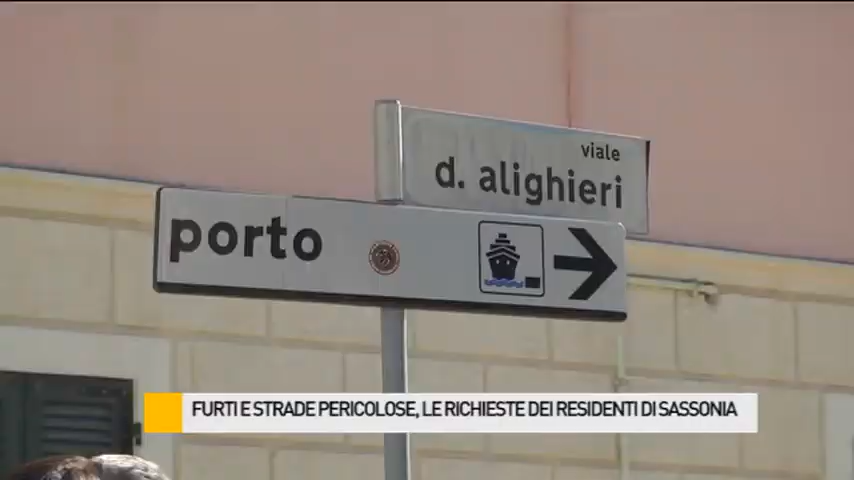 viale
d. alighieri
porto
FURTI E STRADE PERICOLOSE, LE RICHIESTE DEI RESIDENTI DI SASSONIA